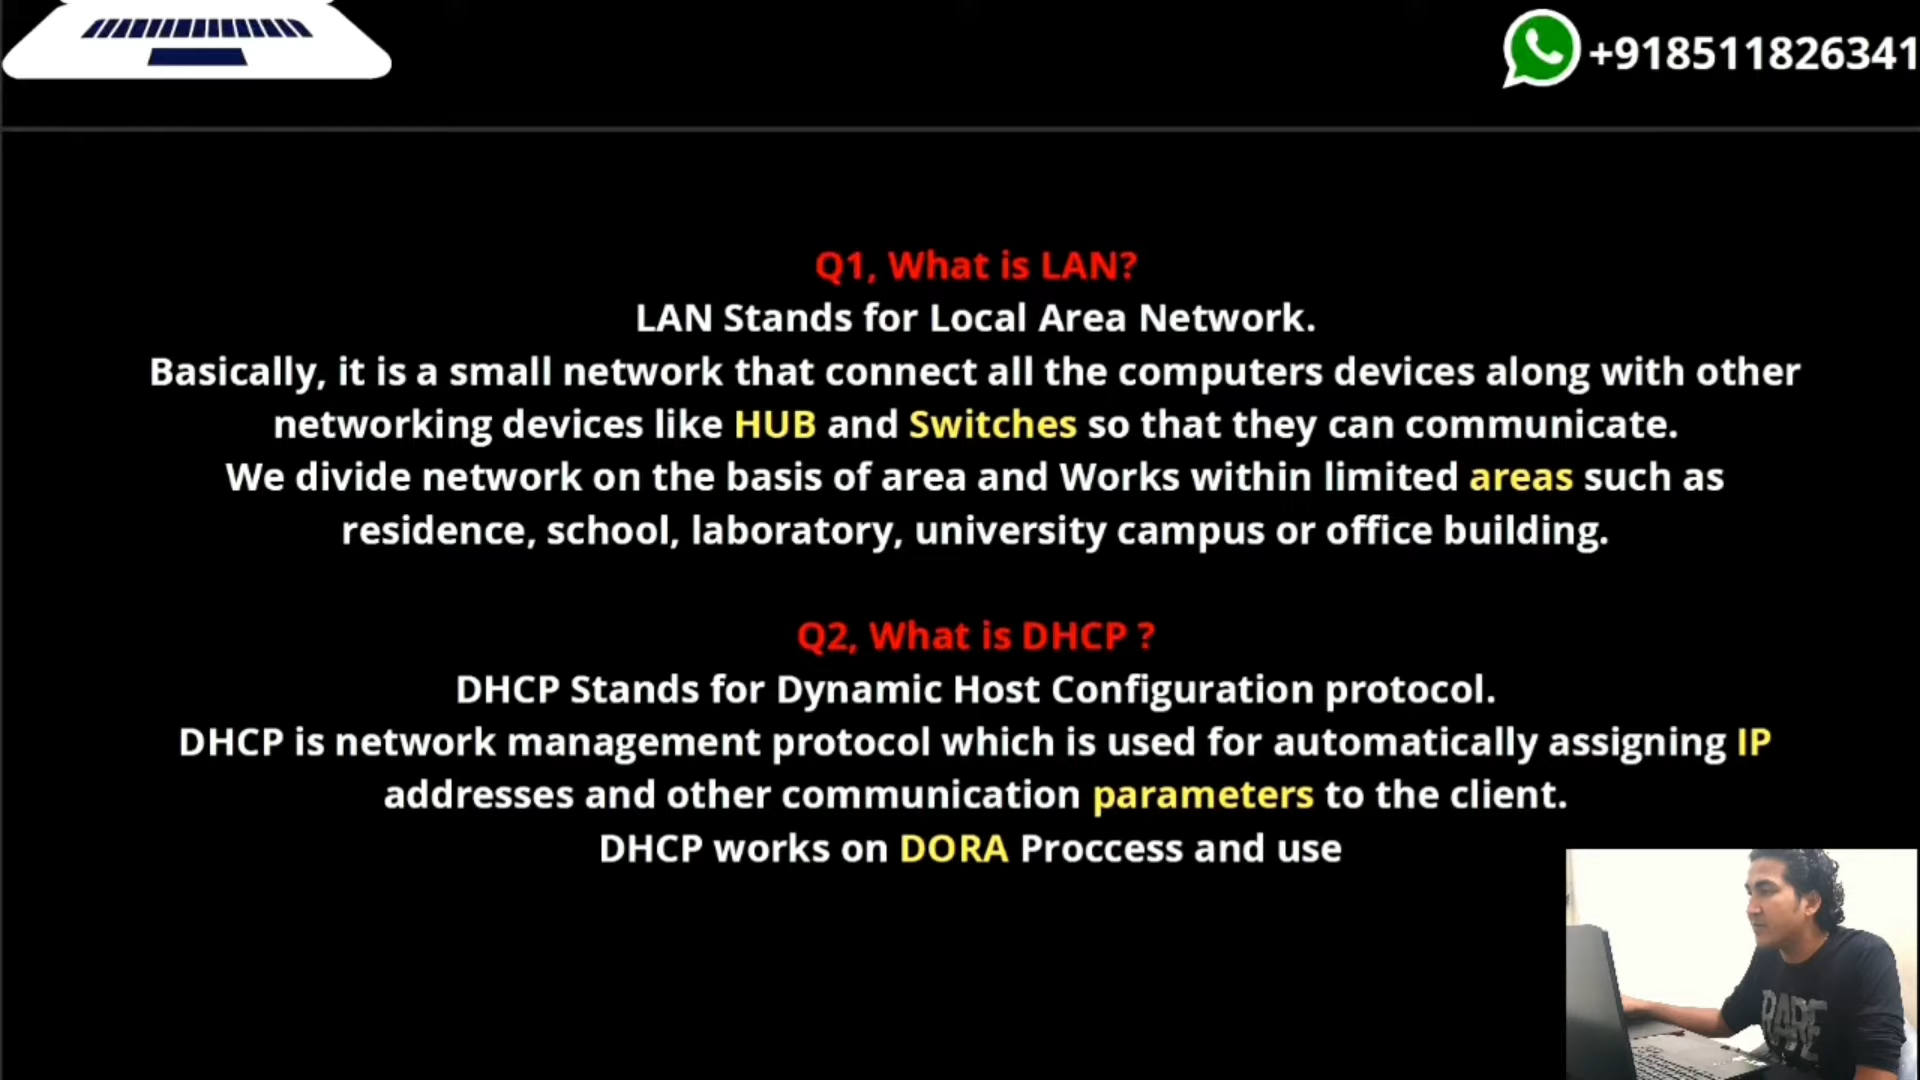 +918511826341
Q1, What is LAN?
LAN Stands for Local Area Network.
Basically, it is a small network that connect all the computers devices along with other
networking devices like HUB and Switches so that they can communicate.
We divide network on the basis of area and Works within limited areas such as
residence, school, laboratory, university campus or office building.
Q2, What is DHCP ?
DHCP Stands for Dynamic Host Configuration protocol.
DHCP is network management protocol which is used for automatically assigning IP
addresses and other communication parameters to the client.
DHCP works on DORA Proccess and use
RARE